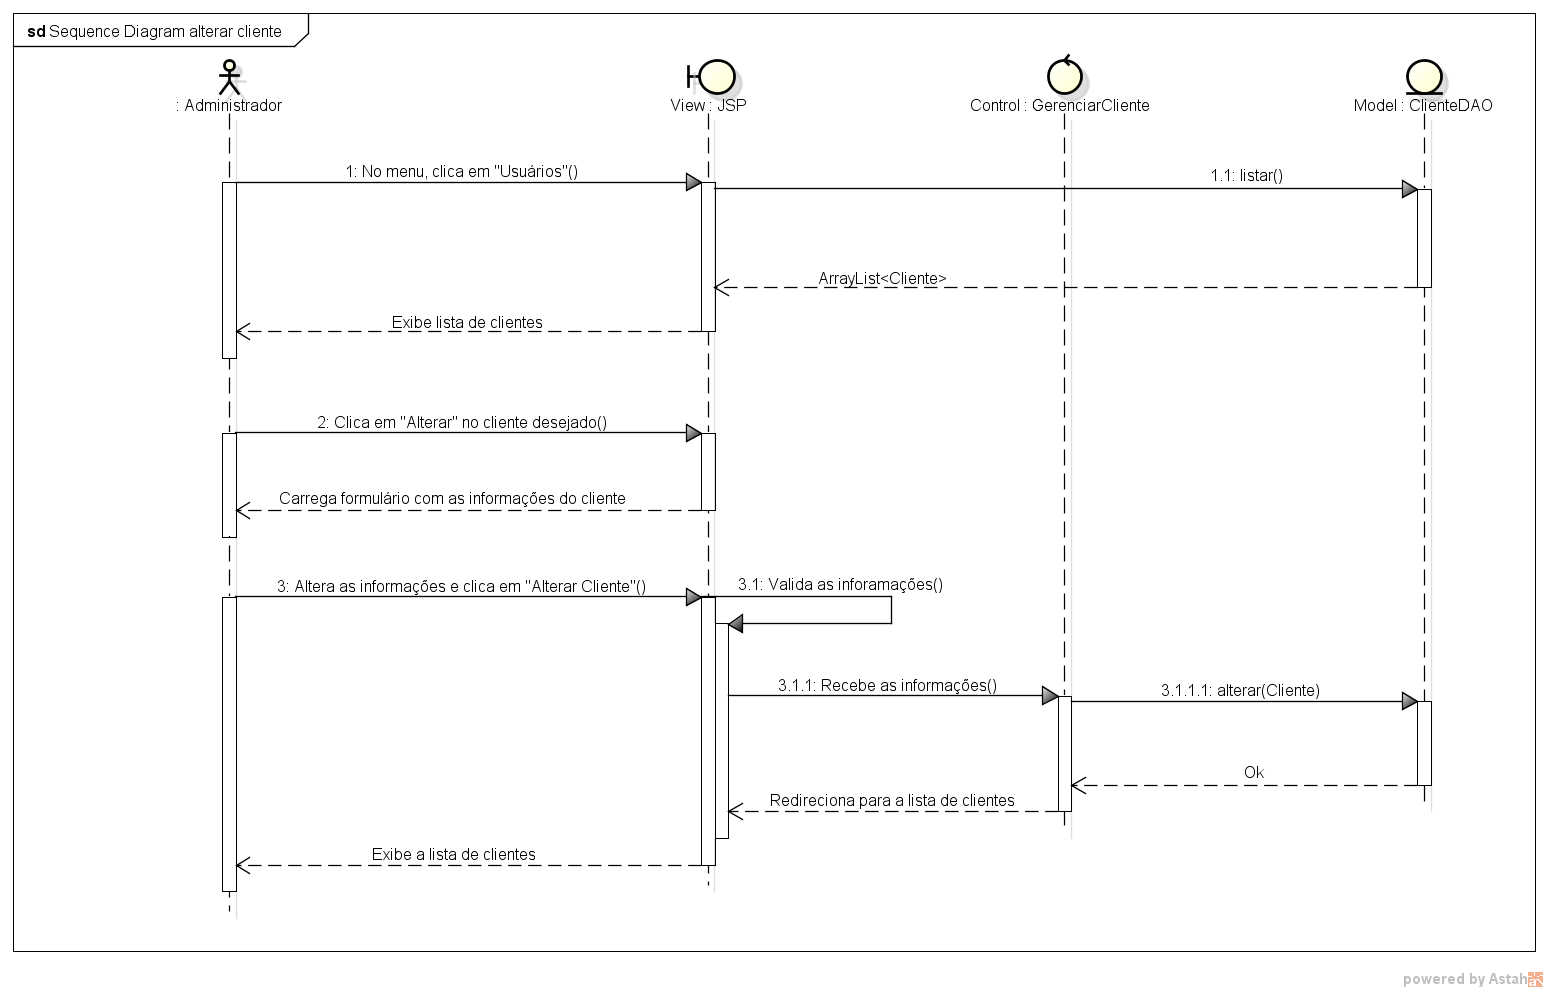 sd Sequence Diagram alterar cliente
: Administrador
View : JSP
Control : GerenciarCliente
Model : ClienteDAO
1: No menu, clica em "Usuários"()
1.1: listar()
ArrayList<Cliente>
Exibe lista de clientes
2: Clica em "Alterar" no cliente desejado()
Carrega formulário com as informações do cliente
3: Altera as informações e clica em "Alterar Cliente"()
3.1: Valida as inforamações()
3.1.1: Recebe as informações()
3.1.1.1: alterar(Cliente)
Ok
Redireciona para a lista de clientes
Exibe a lista de clientes
powered by Astah